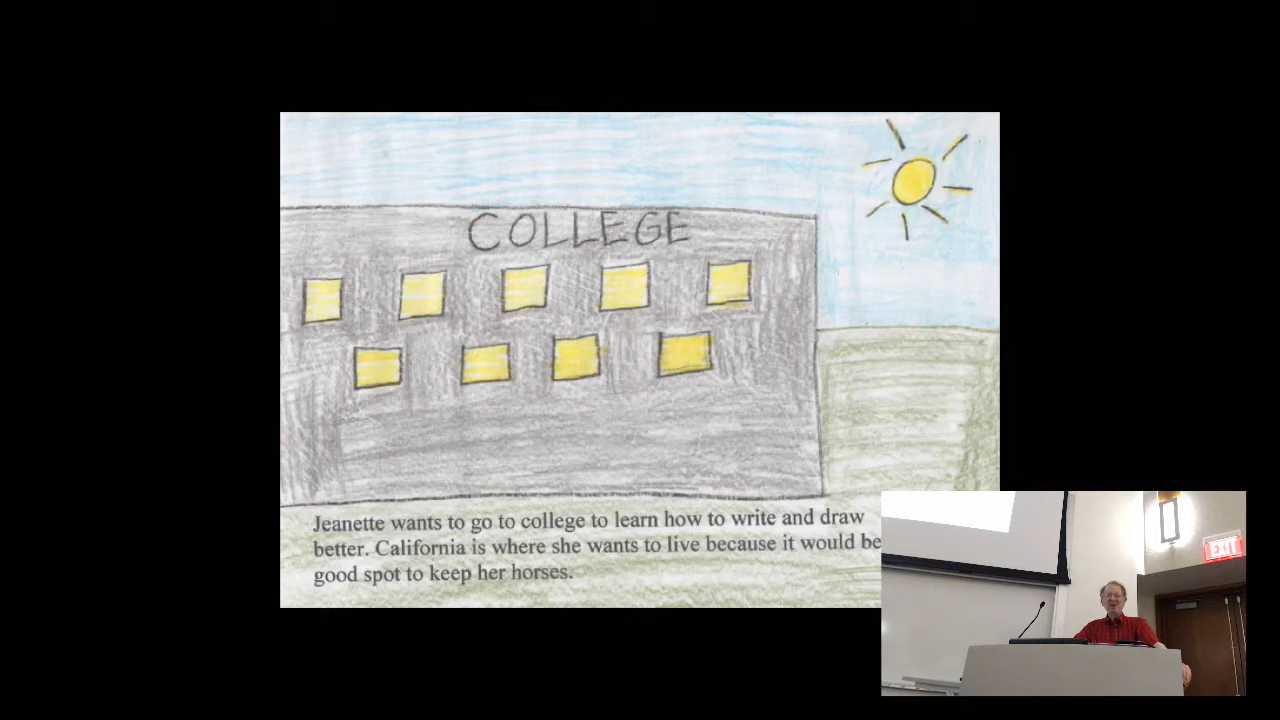 COLLEGE
Jeanette wants to go to college to learn how to write and draw
better. California is where she wants to live because it would be
good spot to keep her horses.
EXIT